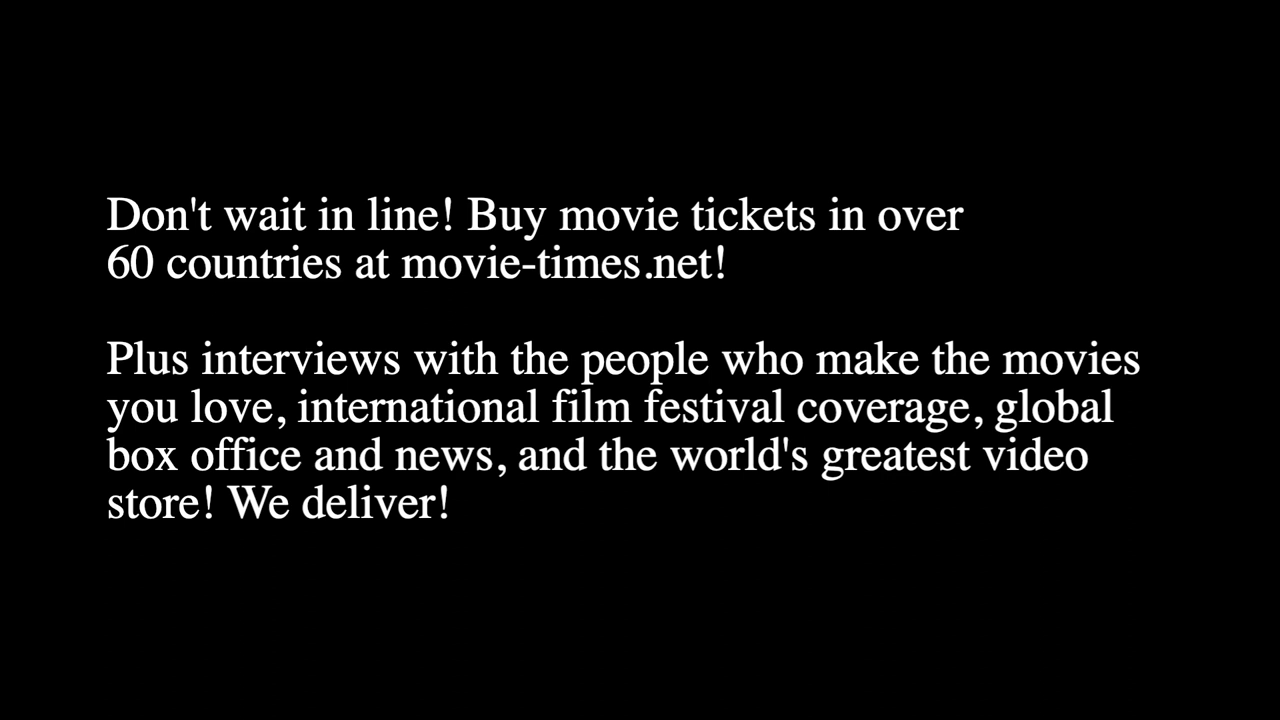 Don't wait in line! Buy movie tickets in over
60 countries at movie-times.net!
Plus interviews with the people who make the movies
you love, international film festival coverage, global
box office and news, and the world's greatest video
store! We deliver!